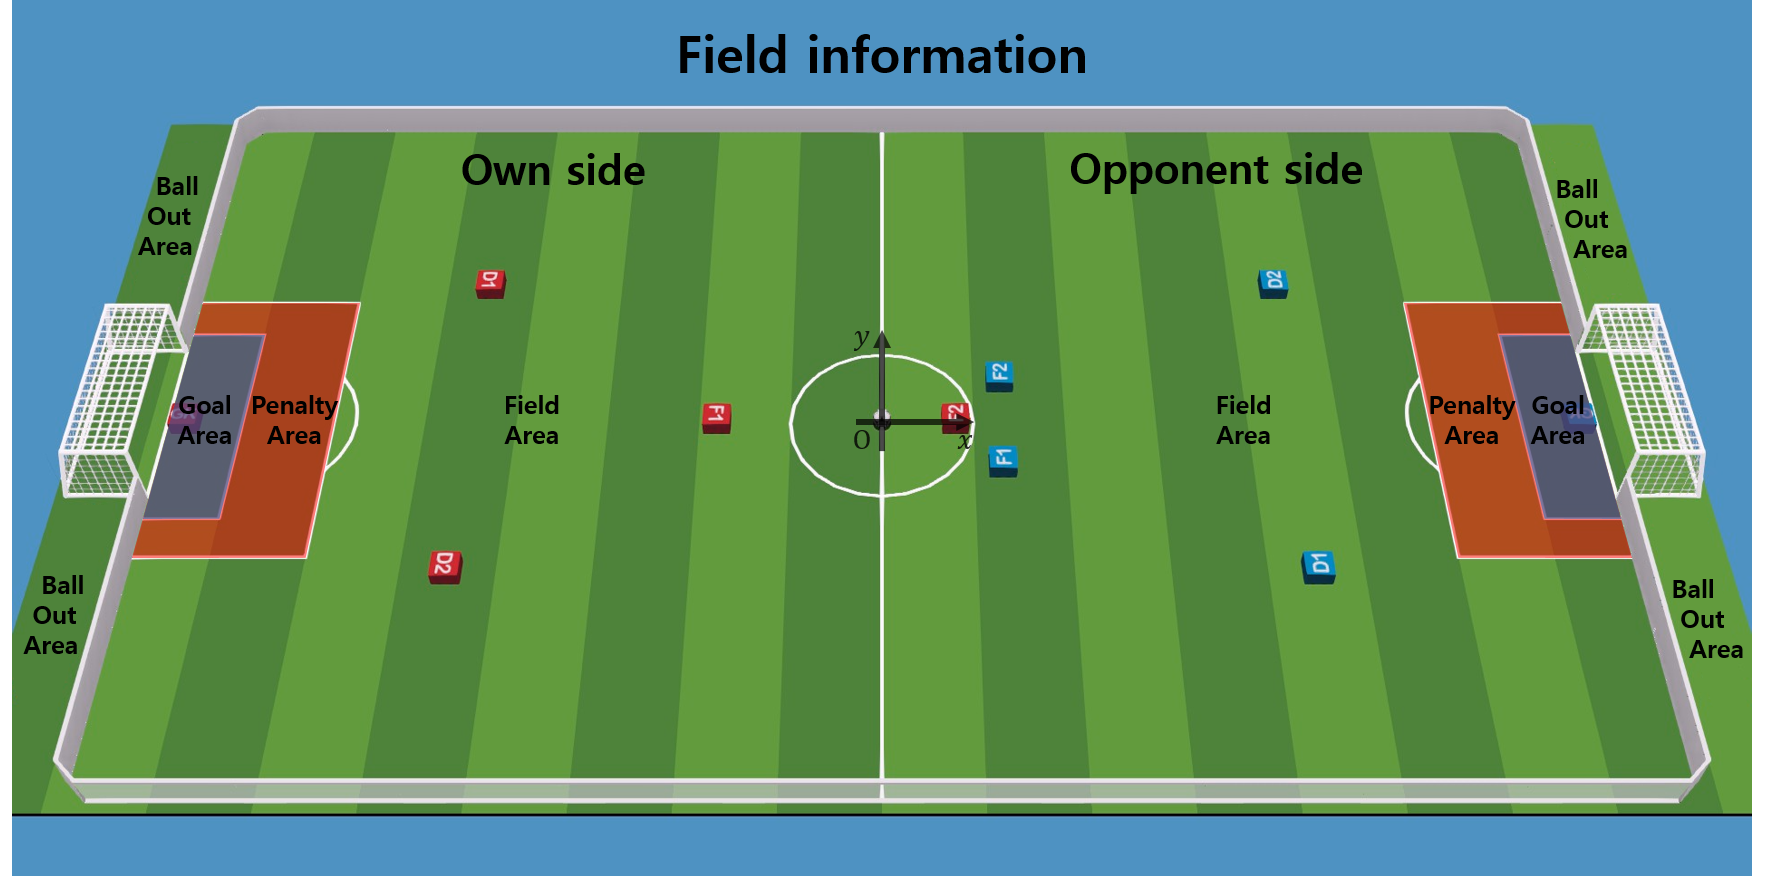 Field information
Own side
Opponent side
Ball
Out
Area
Ball
Out
Area
D1
D2
y
F2
Goal
Area
Penalty
Area
Field
Area
F1
F2
O
x
F1
Field
Area
Penalty
Area
Goal
Area
D2
D1
Ball
Out
Area
Ball
Out
Area